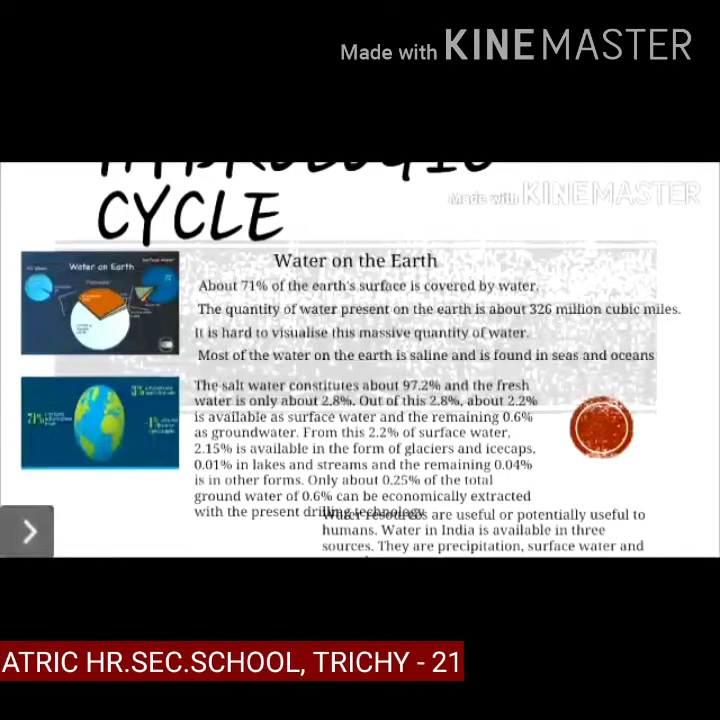 Made with KINEMASTER
HYDROLOGIC
CYCLE
Made with KINEMASTER
Water on Earth
Water on the Earth
About 71% of the earth's surface is covered by water.
The quantity of water present on the earth is about 326 million cubic miles.
It is hard to visualise this massive quantity of water.
Most of the water on the earth is saline and is found in seas and oceans
71%
3%
The salt water constitutes about 97.2% and the fresh
water is only about 2.8%. Out of this 2.8%, about 2.2%
is available as surface water and the remaining 0.6%
as groundwater. From this 2.2% of surface water,
2.15% is available in the form of glaciers and icecaps,
0.01% in lakes and streams and the remaining 0.04%
is in other forms. Only about 0.25% of the total
ground water of 0.6% can be economically extracted
with the present drilling technology
Water resources are useful or potentially useful to
humans. Water in India is available in three
sources. They are precipitation, surface water and
ATRIC HR.SEC.SCHOOL, TRICHY - 21